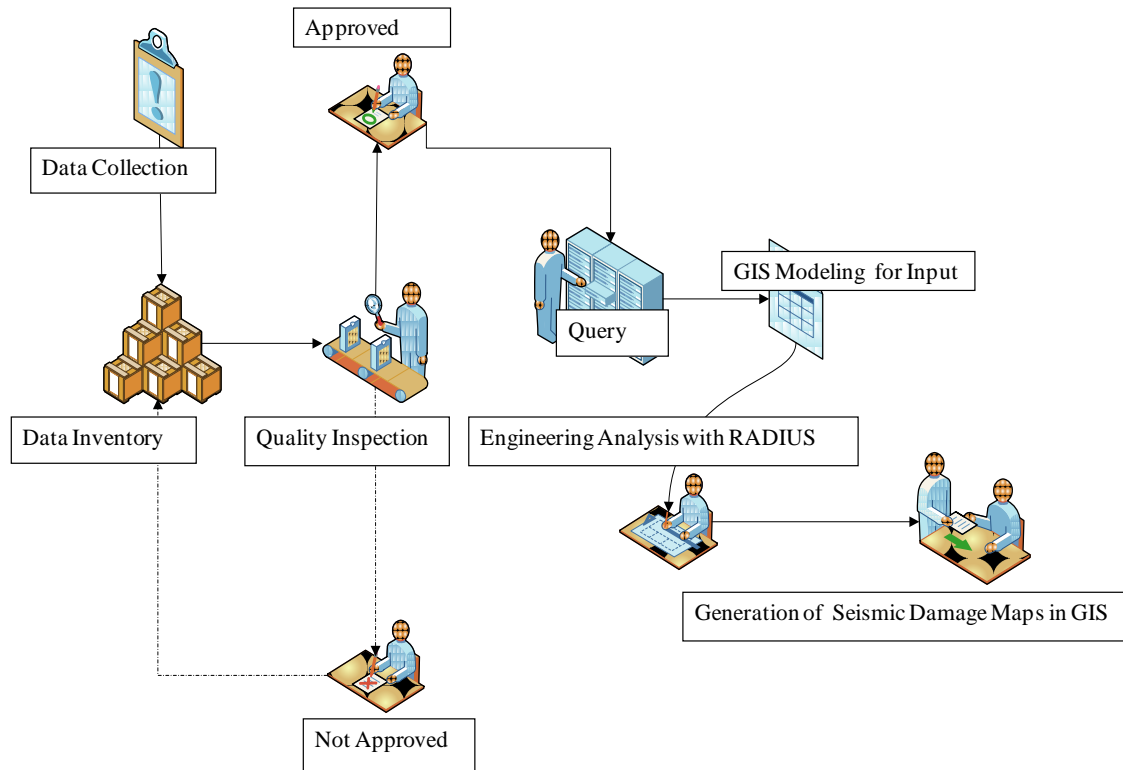 Approved
Data Collection
GIS Modeling for Input
Query
Data Inventory
Quality Inspection
Engineering Analysis with RADIUS
Generation of Seismic Damage Maps in GIS
Not Approved